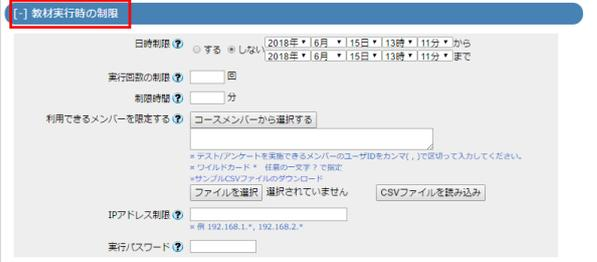 [-] 教材実行時の制限
日時制限 ? する しない 2018年 6月 15日 13時 11分 から
2018年 6月 15日 13時 11分 まで
実行回数の制限 ? 回
制限時間 ? 分
利用できるメンバーを限定する ? コースメンバーから選択する
※ テスト/アンケートを実施できるメンバーのユーザIDをカンマ( , )で区切って入力してください。
※ ワイルドカード * 任意の一文字 ? で指定
»サンプルCSVファイルのダウンロード
ファイルを選択 選択されていません CSVファイルを読み込み
IPアドレス制限 ?
※ 例 192.168.1.*, 192.168.2.*
実行パスワード ?